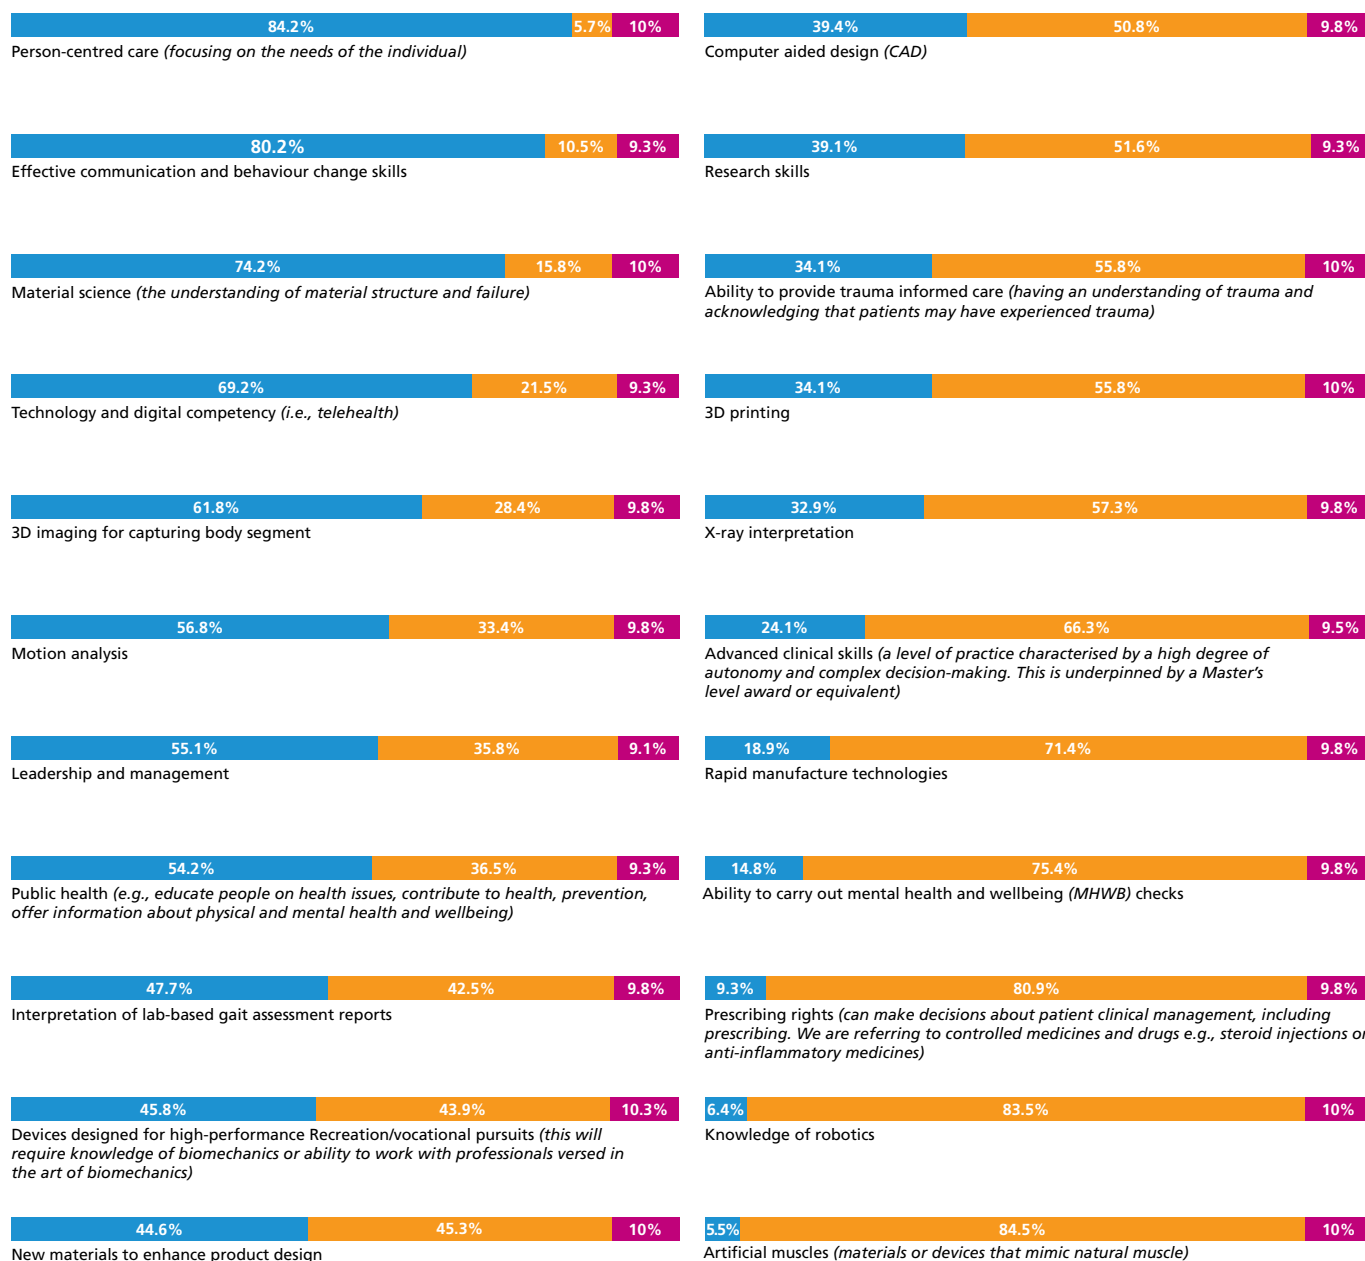 84.2% 5.7% 10%
Person-centred care (focusing on the needs of the individual)
80.2% 10.5% 9.3%
Effective communication and behaviour change skills
74.2% 15.8% 10%
Material science (the understanding of material structure and failure)
69.2% 21.5% 9.3%
Technology and digital competency (i.e., telehealth)
61.8% 28.4% 9.8%
3D imaging for capturing body segment
56.8% 33.4% 9.8%
Motion analysis
55.1% 35.8% 9.1%
Leadership and management
54.2% 36.5% 9.3%
Public health (e.g., educate people on health issues, contribute to health, prevention,
offer information about physical and mental health and wellbeing)
47.7% 42.5% 9.8%
Interpretation of lab-based gait assessment reports
45.8% 43.9% 10.3%
Devices designed for high-performance Recreation/vocational pursuits (this will
require knowledge of biomechanics or ability to work with professionals versed in
the art of biomechanics)
44.6% 45.3% 10%
New materials to enhance product design
39.4% 50.8% 9.8%
Computer aided design (CAD)
39.1% 51.6% 9.3%
Research skills
34.1% 55.8% 10%
Ability to provide trauma informed care (having an understanding of trauma and
acknowledging that patients may have experienced trauma)
34.1% 55.8% 10%
3D printing
32.9% 57.3% 9.8%
X-ray interpretation
24.1% 66.3% 9.5%
Advanced clinical skills (a level of practice characterised by a high degree of
autonomy and complex decision-making. This is underpinned by a Master's
level award or equivalent)
18.9% 71.4% 9.8%
Rapid manufacture technologies
14.8% 75.4% 9.8%
Ability to carry out mental health and wellbeing (MHWB) checks
9.3% 80.9% 9.8%
Prescribing rights (can make decisions about patient clinical management, including
prescribing. We are referring to controlled medicines and drugs e.g., steroid injections or
anti-inflammatory medicines)
6.4% 83.5% 10%
Knowledge of robotics
5.5% 84.5% 10%
Artificial muscles (materials or devices that mimic natural muscle)